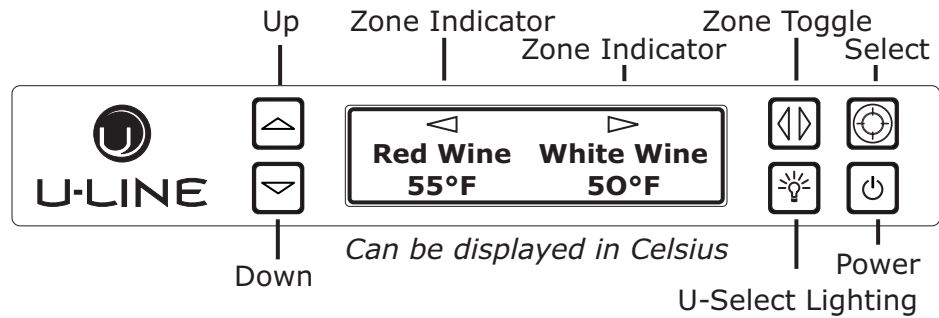 Up
Zone Indicator
Zone Toggle
Zone Indicator
Select
U
U-LINE
Red Wine
White Wine
55°F
5O°F
Can be displayed in Celsius
Down
Power
U-Select Lighting